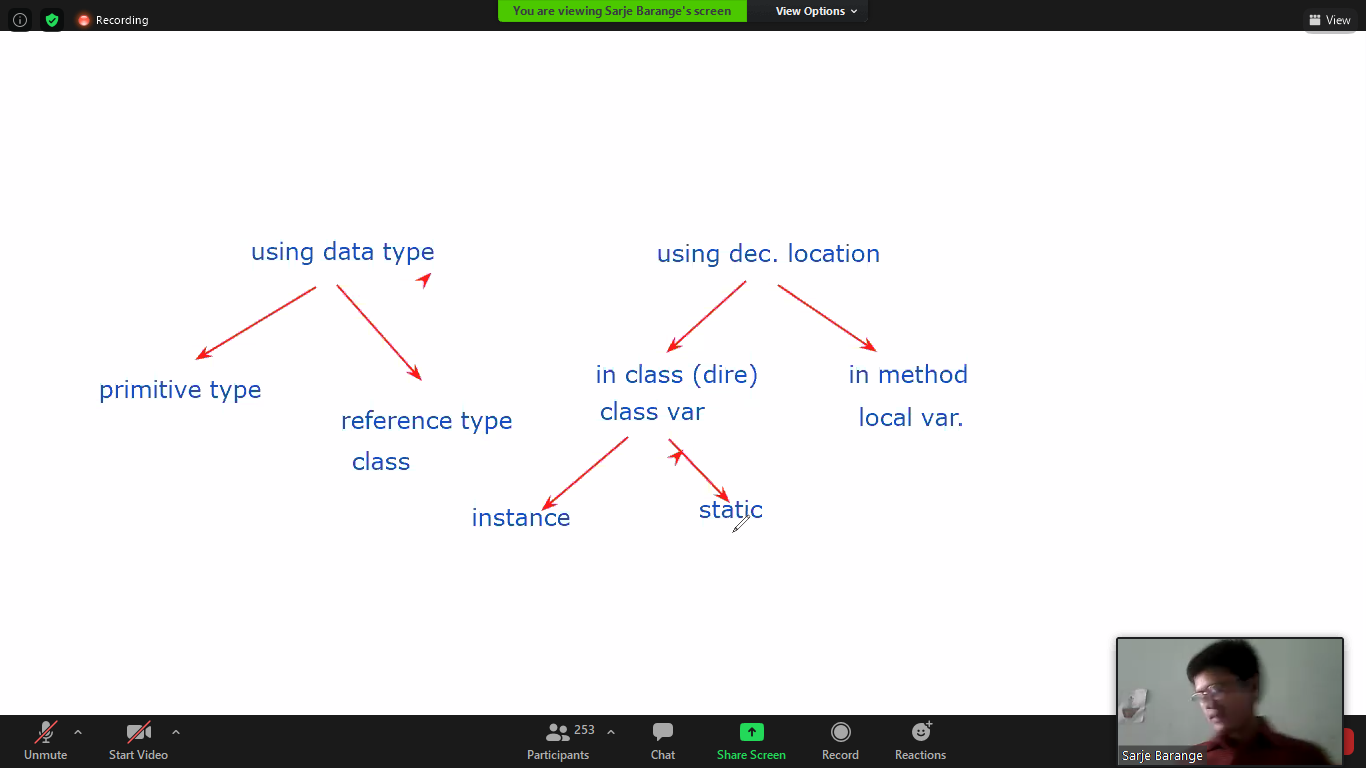 Recording
You are viewing Sarje Barange's screen
View Options
View
using data type
using dec. location
primitive type
reference type
class
in class (dire)
class var
in method
local var.
instance
static
Sarje Barange
Unmute
Start Video
253
Participants
Chat
Share Screen
Record
Reactions